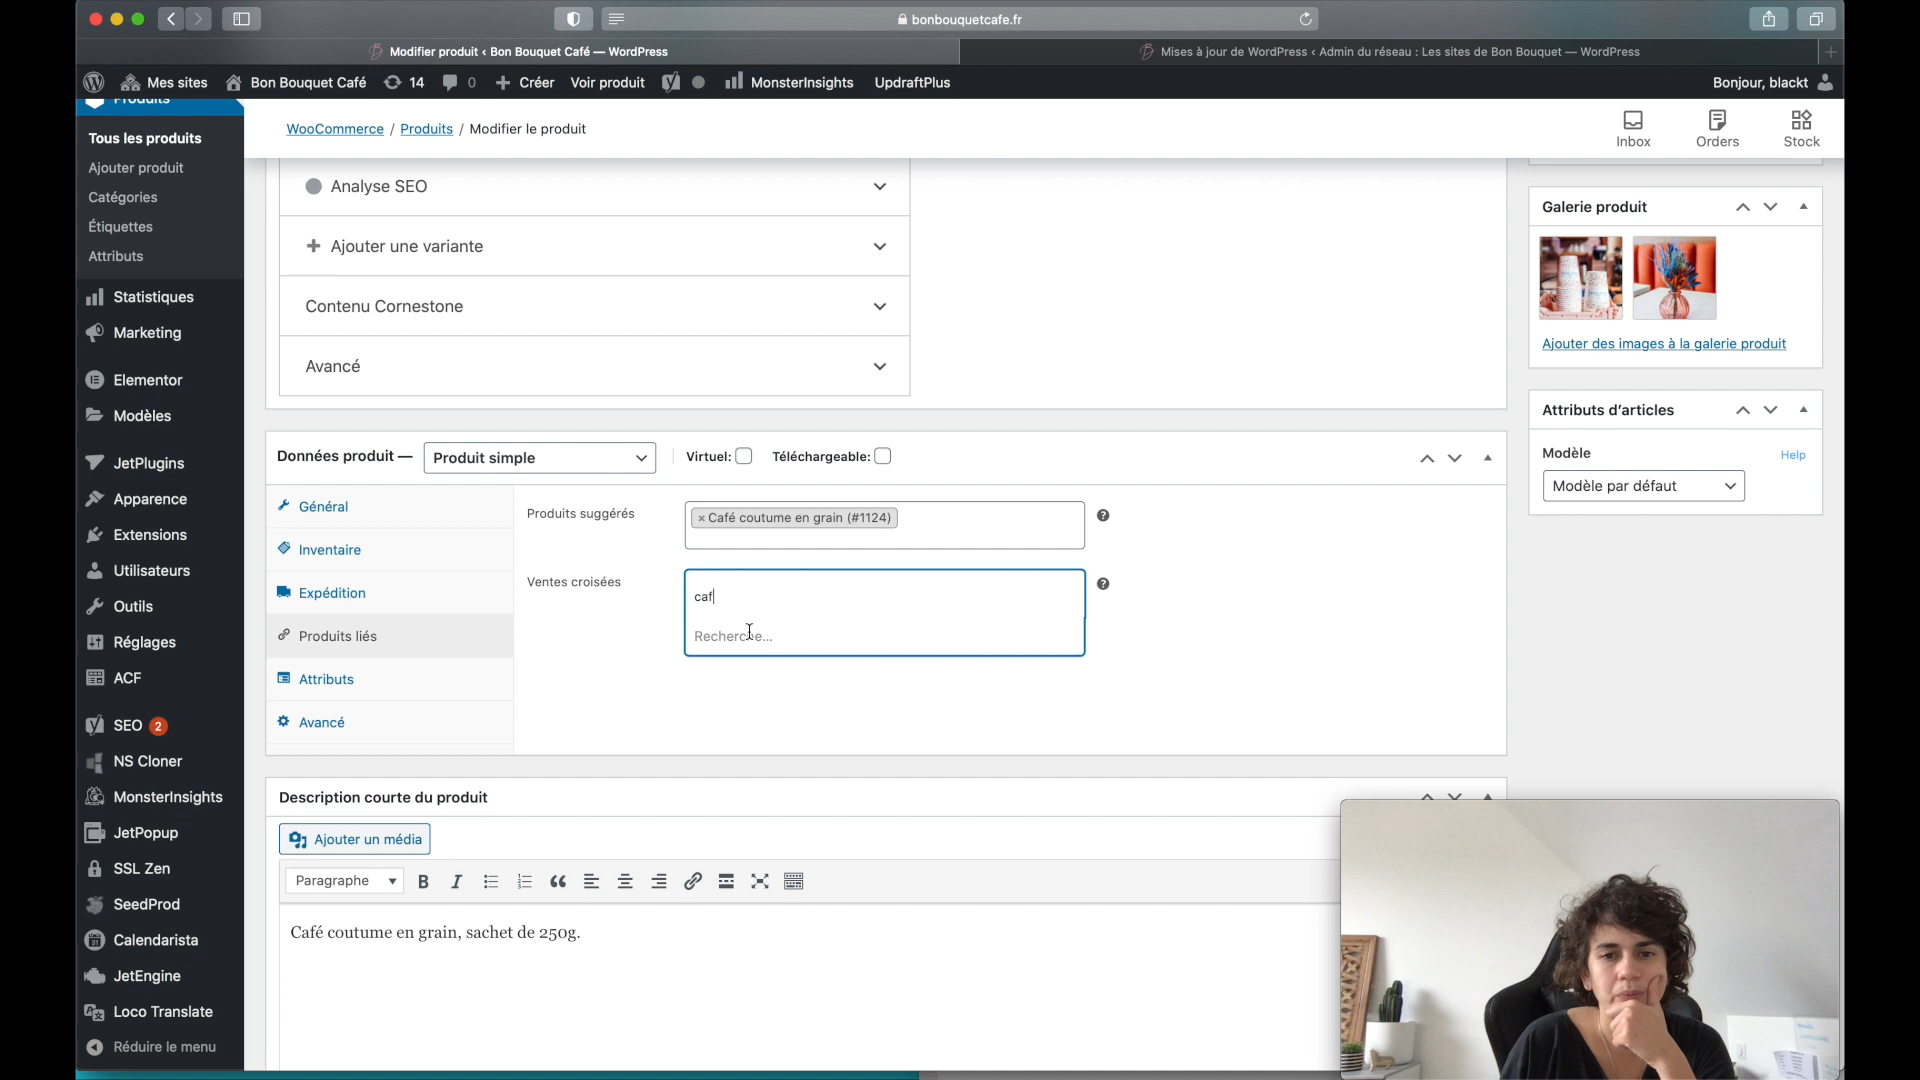 bonbouquetcafe.fr
Modifier produit ‹ Bon Bouquet Café — WordPress
Mises à jour de WordPress ‹ Admin du réseau : Les sites de Bon Bouquet — WordPress
Mes sites Bon Bouquet Café 14 0 Créer Voir produit MonsterInsights UpdraftPlus Bonjour, blackt
Produits
Tous les produits
Ajouter produit
Catégories
Étiquettes
Attributs
Statistiques
Marketing
Elementor
Modèles
JetPlugins
Apparence
Extensions
Utilisateurs
Outils
Réglages
ACF
SEO 2
NS Cloner
MonsterInsights
JetPopup
SSL Zen
SeedProd
Calendarista
JetEngine
Loco Translate
Réduire le menu
WooCommerce / Produits / Modifier le produit
Inbox
Orders
Stock
Analyse SEO
Ajouter une variante
Contenu Cornestone
Avancé
Données produit — Produit simple Virtuel: Téléchargeable:
Général
Inventaire
Expédition
Produits liés
Attributs
Avancé
Produits suggérés
× Café coutume en grain (#1124)
Ventes croisées
caf
Recherche...
Description courte du produit
Ajouter un média
Paragraphe
Café coutume en grain, sachet de 250g.
Galerie produit
Ajouter des images à la galerie produit
Attributs d’articles
Modèle
Help
Modèle par défaut